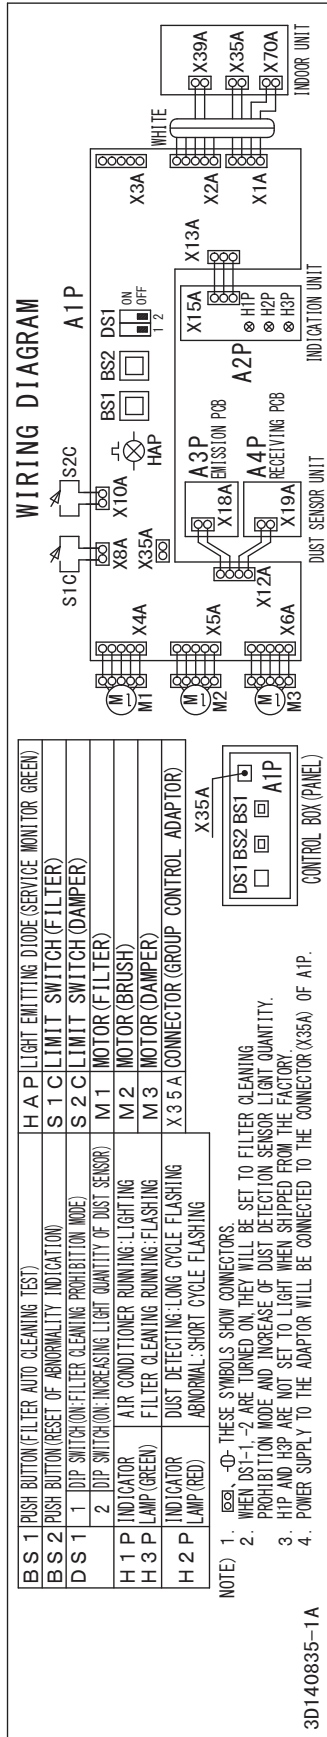 WIRING DIAGRAM
BS1 PUSH BUTTON(FILTER AUTO CLEANING TEST)
BS2 PUSH BUTTON(RESET OF ABNORMALITY INDICATION)
DS1 1 DIP SWITCH(ON:FILTER CLEANING PROHIBITION MODE)
2 DIP SWITCH(ON:INCREASING LIGHT QUANTITY OF DUST SENSOR)
H1P INDICATOR AIR CONDITIONER RUNNING:LIGHTING
H3P LAMP(GREEN) FILTER CLEANING RUNNING:FLASHING
H2P INDICATOR DUST DETECTING:LONG CYCLE FLASHING
LAMP(RED) ABNORMAL:SHORT CYCLE FLASHING
HAP LIGHT EMITTING DIODE(SERVICE MONITOR GREEN)
S1C LIMIT SWITCH(FILTER)
S2C LIMIT SWITCH(DAMPER)
M1 MOTOR(FILTER)
M2 MOTOR(BRUSH)
M3 MOTOR(DAMPER)
X35A CONNECTOR(GROUP CONTROL ADAPTOR)
NOTE) 1. THESE SYMBOLS SHOW CONNECTORS.
2. WHEN DS1-1,-2 ARE TURNED ON,THEY WILL BE SET TO FILTER CLEANING
PROHIBITION MODE AND INCREASE OF DUST DETECTION SENSOR LIGHT QUANTITY.
3. H1P AND H3P ARE NOT SET TO LIGHT WHEN SHIPPED FROM THE FACTORY.
4. POWER SUPPLY TO THE ADAPTOR WILL BE CONNECTED TO THE CONNECTOR(X35A) OF A1P.
3D140835-1A
X35A
DS1 BS2 BS1
A1P
CONTROL BOX(PANEL)
S1C
S2C
X8A
X10A
X35A
HAP
BS1
BS2
DS1
ON
OFF
1 2
A1P
X3A
X4A
X5A
X6A
M
1~
M1
M
1~
M2
M
1~
M3
X12A
A3P
EMISSION PCB
X18A
A4P
RECEIVING PCB
X19A
DUST SENSOR UNIT
X13A
X15A
A2P
H1P
H2P
H3P
INDICATION UNIT
WHITE
X2A
X1A
X39A
X35A
X70A
INDOOR UNIT